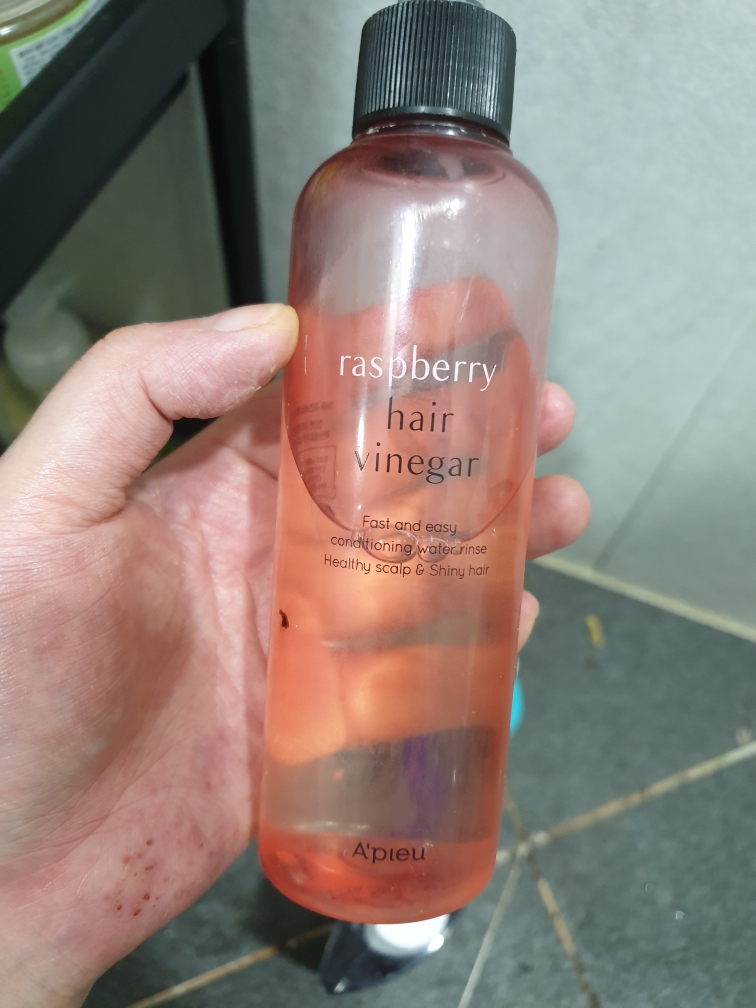 raspberry
hair
vinegar
Fast and easy
conditioning water rinse
Healthy scalp & Shiny hair
A'pieu